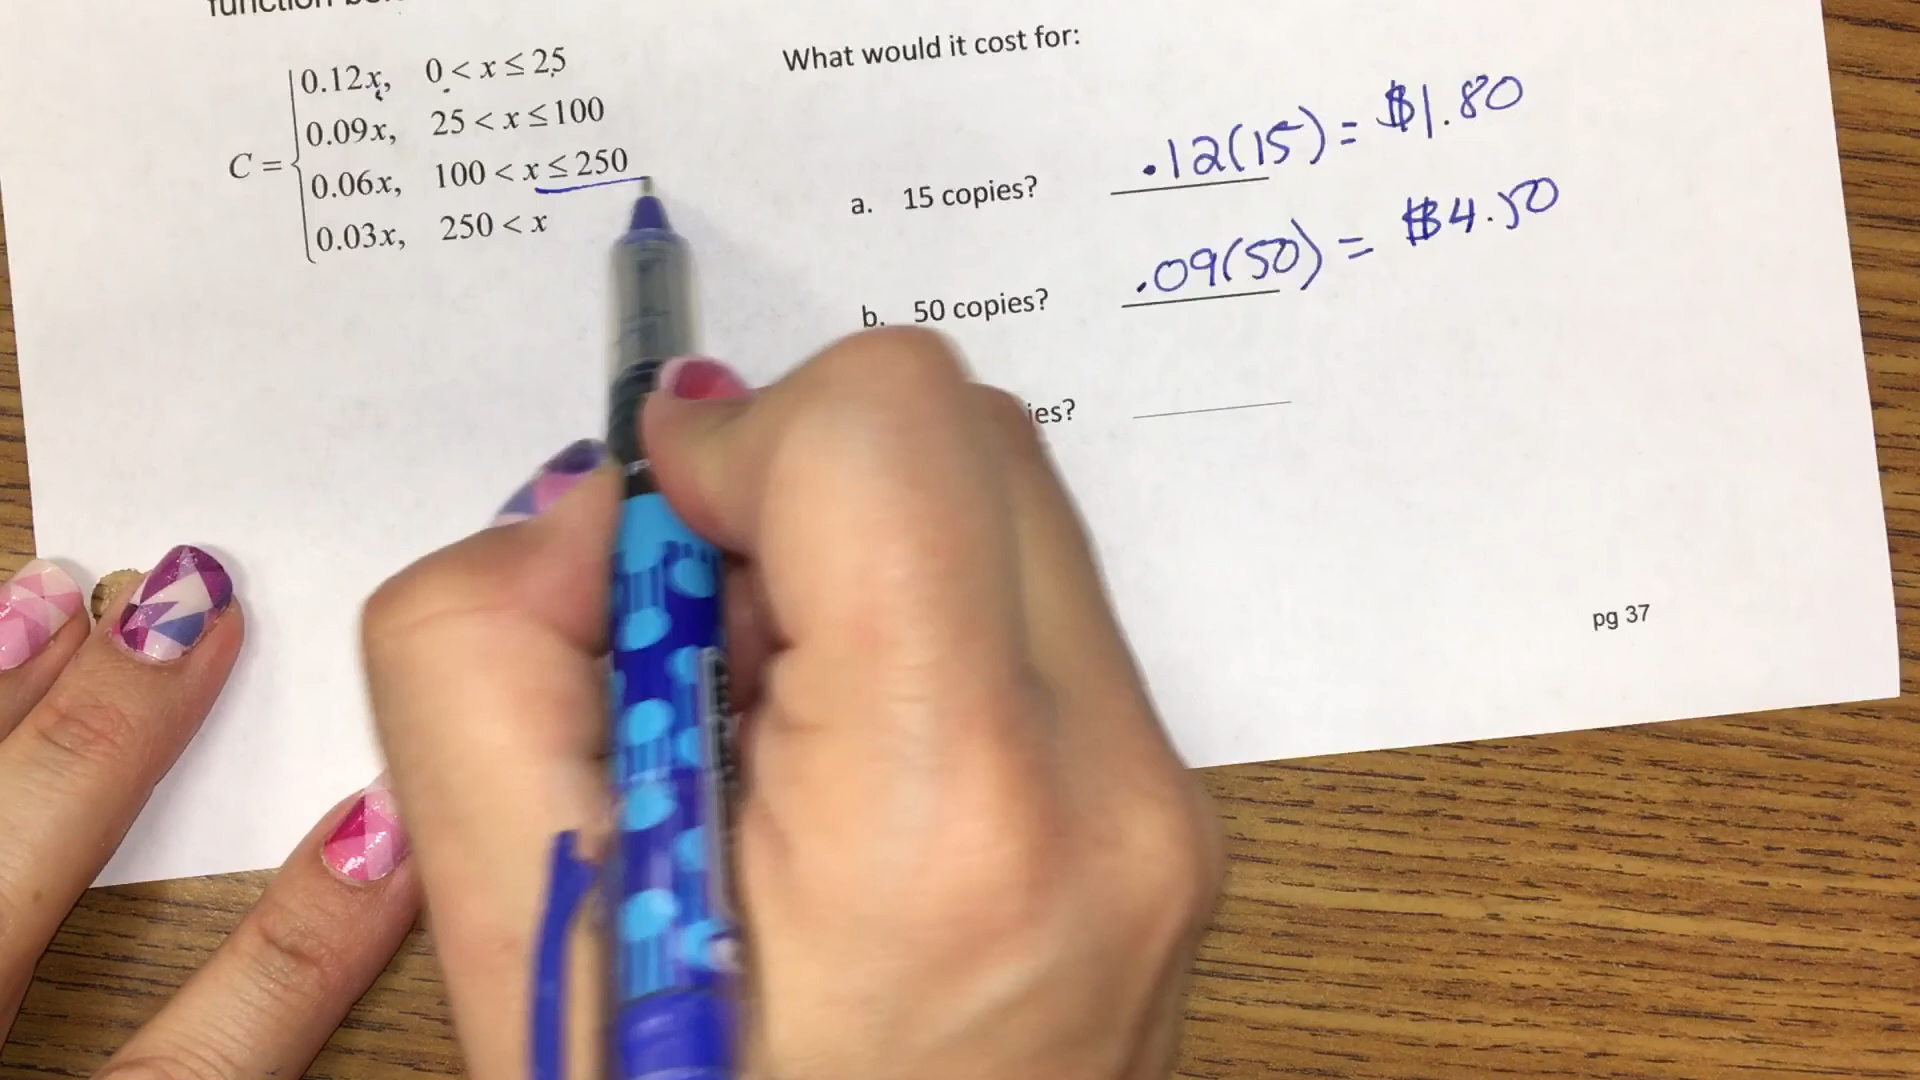 function
C =
0.12x, 0 < x ≤ 25
0.09x, 25 < x ≤ 100
0.06x, 100 < x ≤ 250
0.03x, 250 < x
What would it cost for:
a. 15 copies? .12(15) = $1.80
b. 50 copies? .09(50) = $4.50
pg 37